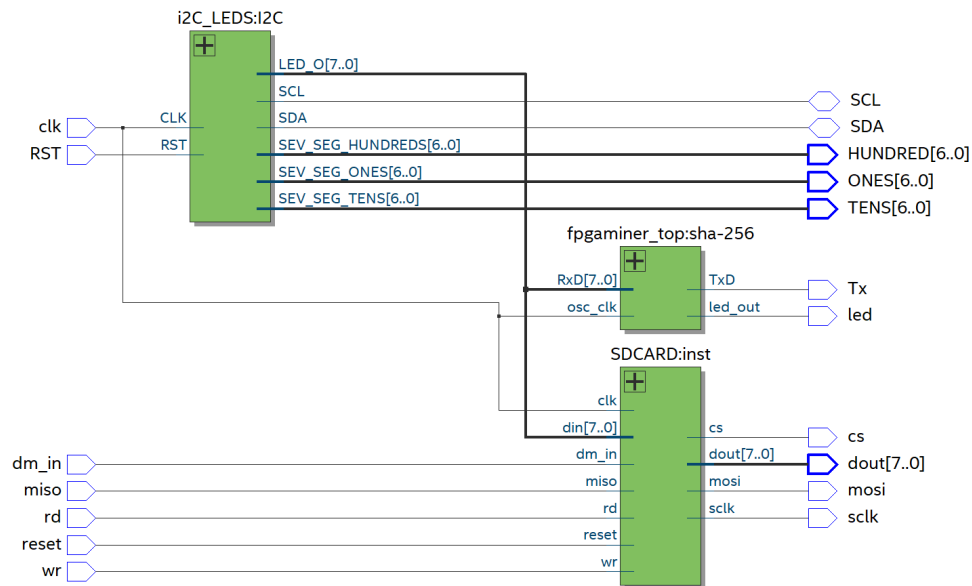 i2C_LEDS:I2C
LED_O[7..0]
SCL
SCL
clk
CLK
SDA
SDA
RST
RST
SEV_SEG_HUNDREDS[6..0]
HUNDRED[6..0]
SEV_SEG_ONES[6..0]
ONES[6..0]
SEV_SEG_TENS[6..0]
TENS[6..0]
fpgaminer_top:sha-256
RxD[7..0]
TxD
Tx
osc_clk
led_out
led
SDCARD:inst
clk
din[7..0]
cs
cs
dm_in
dm_in
dout[7..0]
dout[7..0]
miso
miso
mosi
mosi
rd
rd
sclk
sclk
reset
reset
wr
wr